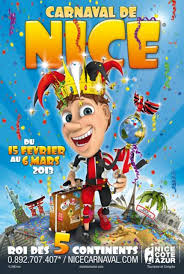 CARNAVAL DE
NICE
DU
15 FÉVRIER
AU
6 MARS
2013
ROI DES 5 CONTINENTS
0.892.707.407* / NICECARNAVAL.COM
NICE
CÔTE
AZUR